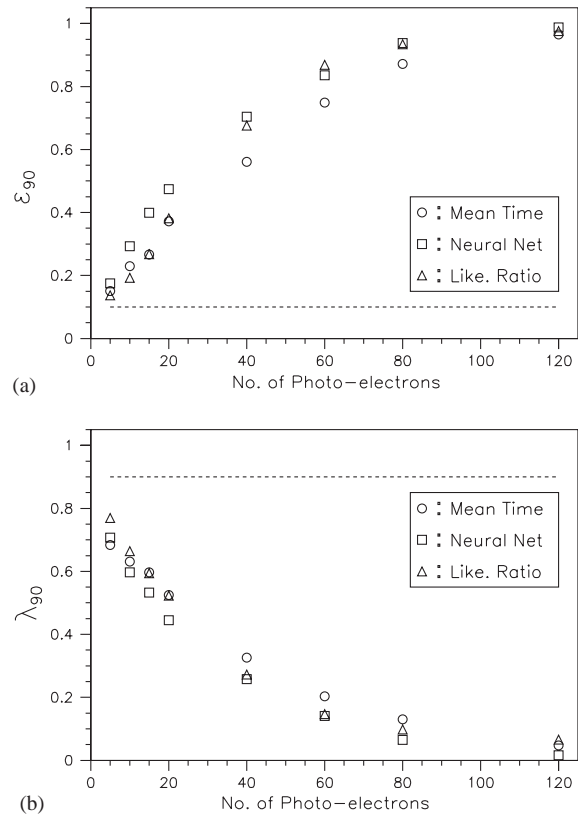 1
0.8
0.6
0.4
0.2
0
ε90
: Mean Time
: Neural Net
: Like. Ratio
0 20 40 60 80 100 120
No. of Photo-electrons
(a)
1
0.8
0.6
0.4
0.2
0
λ90
: Mean Time
: Neural Net
: Like. Ratio
0 20 40 60 80 100 120
No. of Photo-electrons
(b)